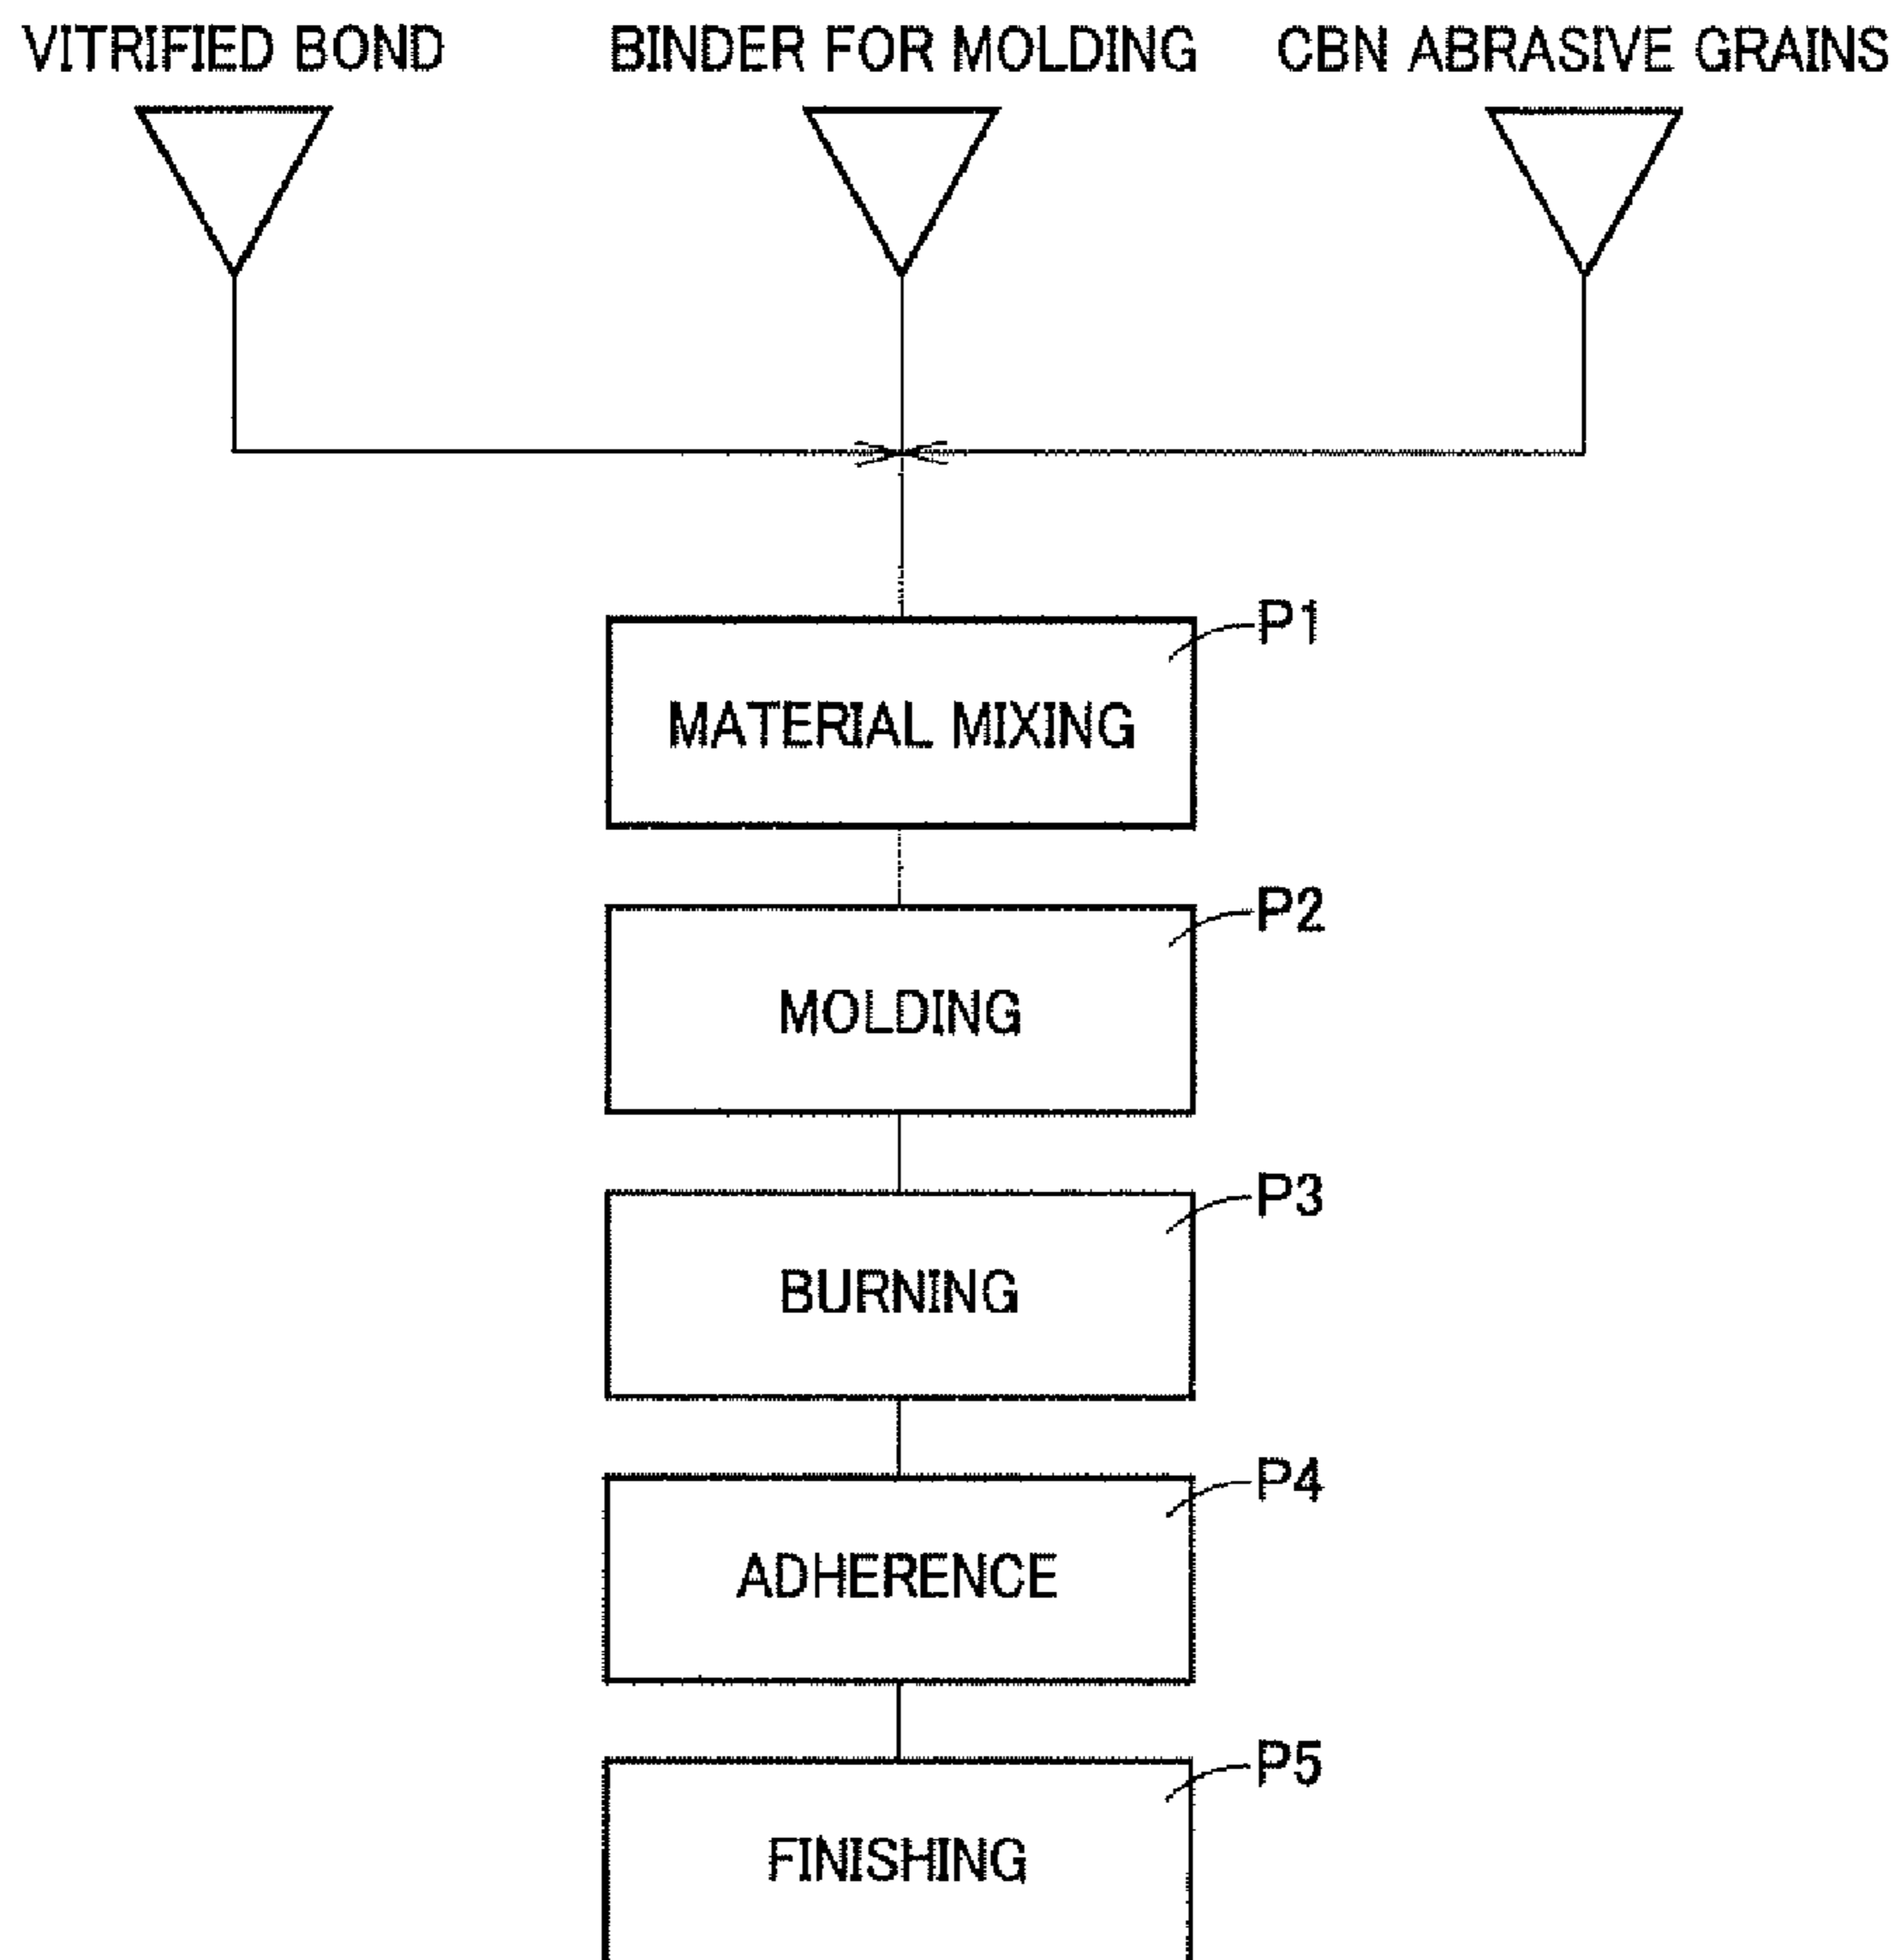 VITRIFIED BOND
BINDER FOR MOLDING
CBN ABRASIVE GRAINS
P1
MATERIAL MIXING
P2
MOLDING
P3
BURNING
P4
ADHERENCE
P5
FINISHING